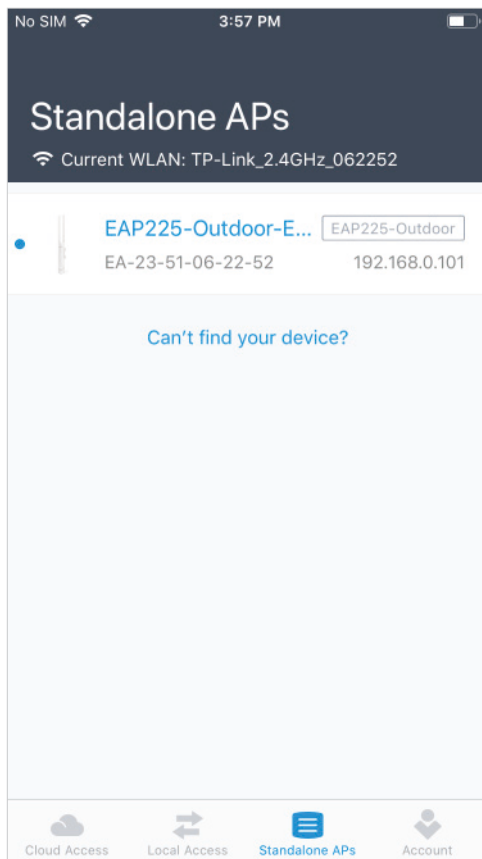 No SIM 3:57 PM
Standalone APs
Current WLAN: TP-Link_2.4GHz_062252
EAP225-Outdoor-E... EAP225-Outdoor
EA-23-51-06-22-52 192.168.0.101
Can't find your device?
Cloud Access Local Access Standalone APs Account